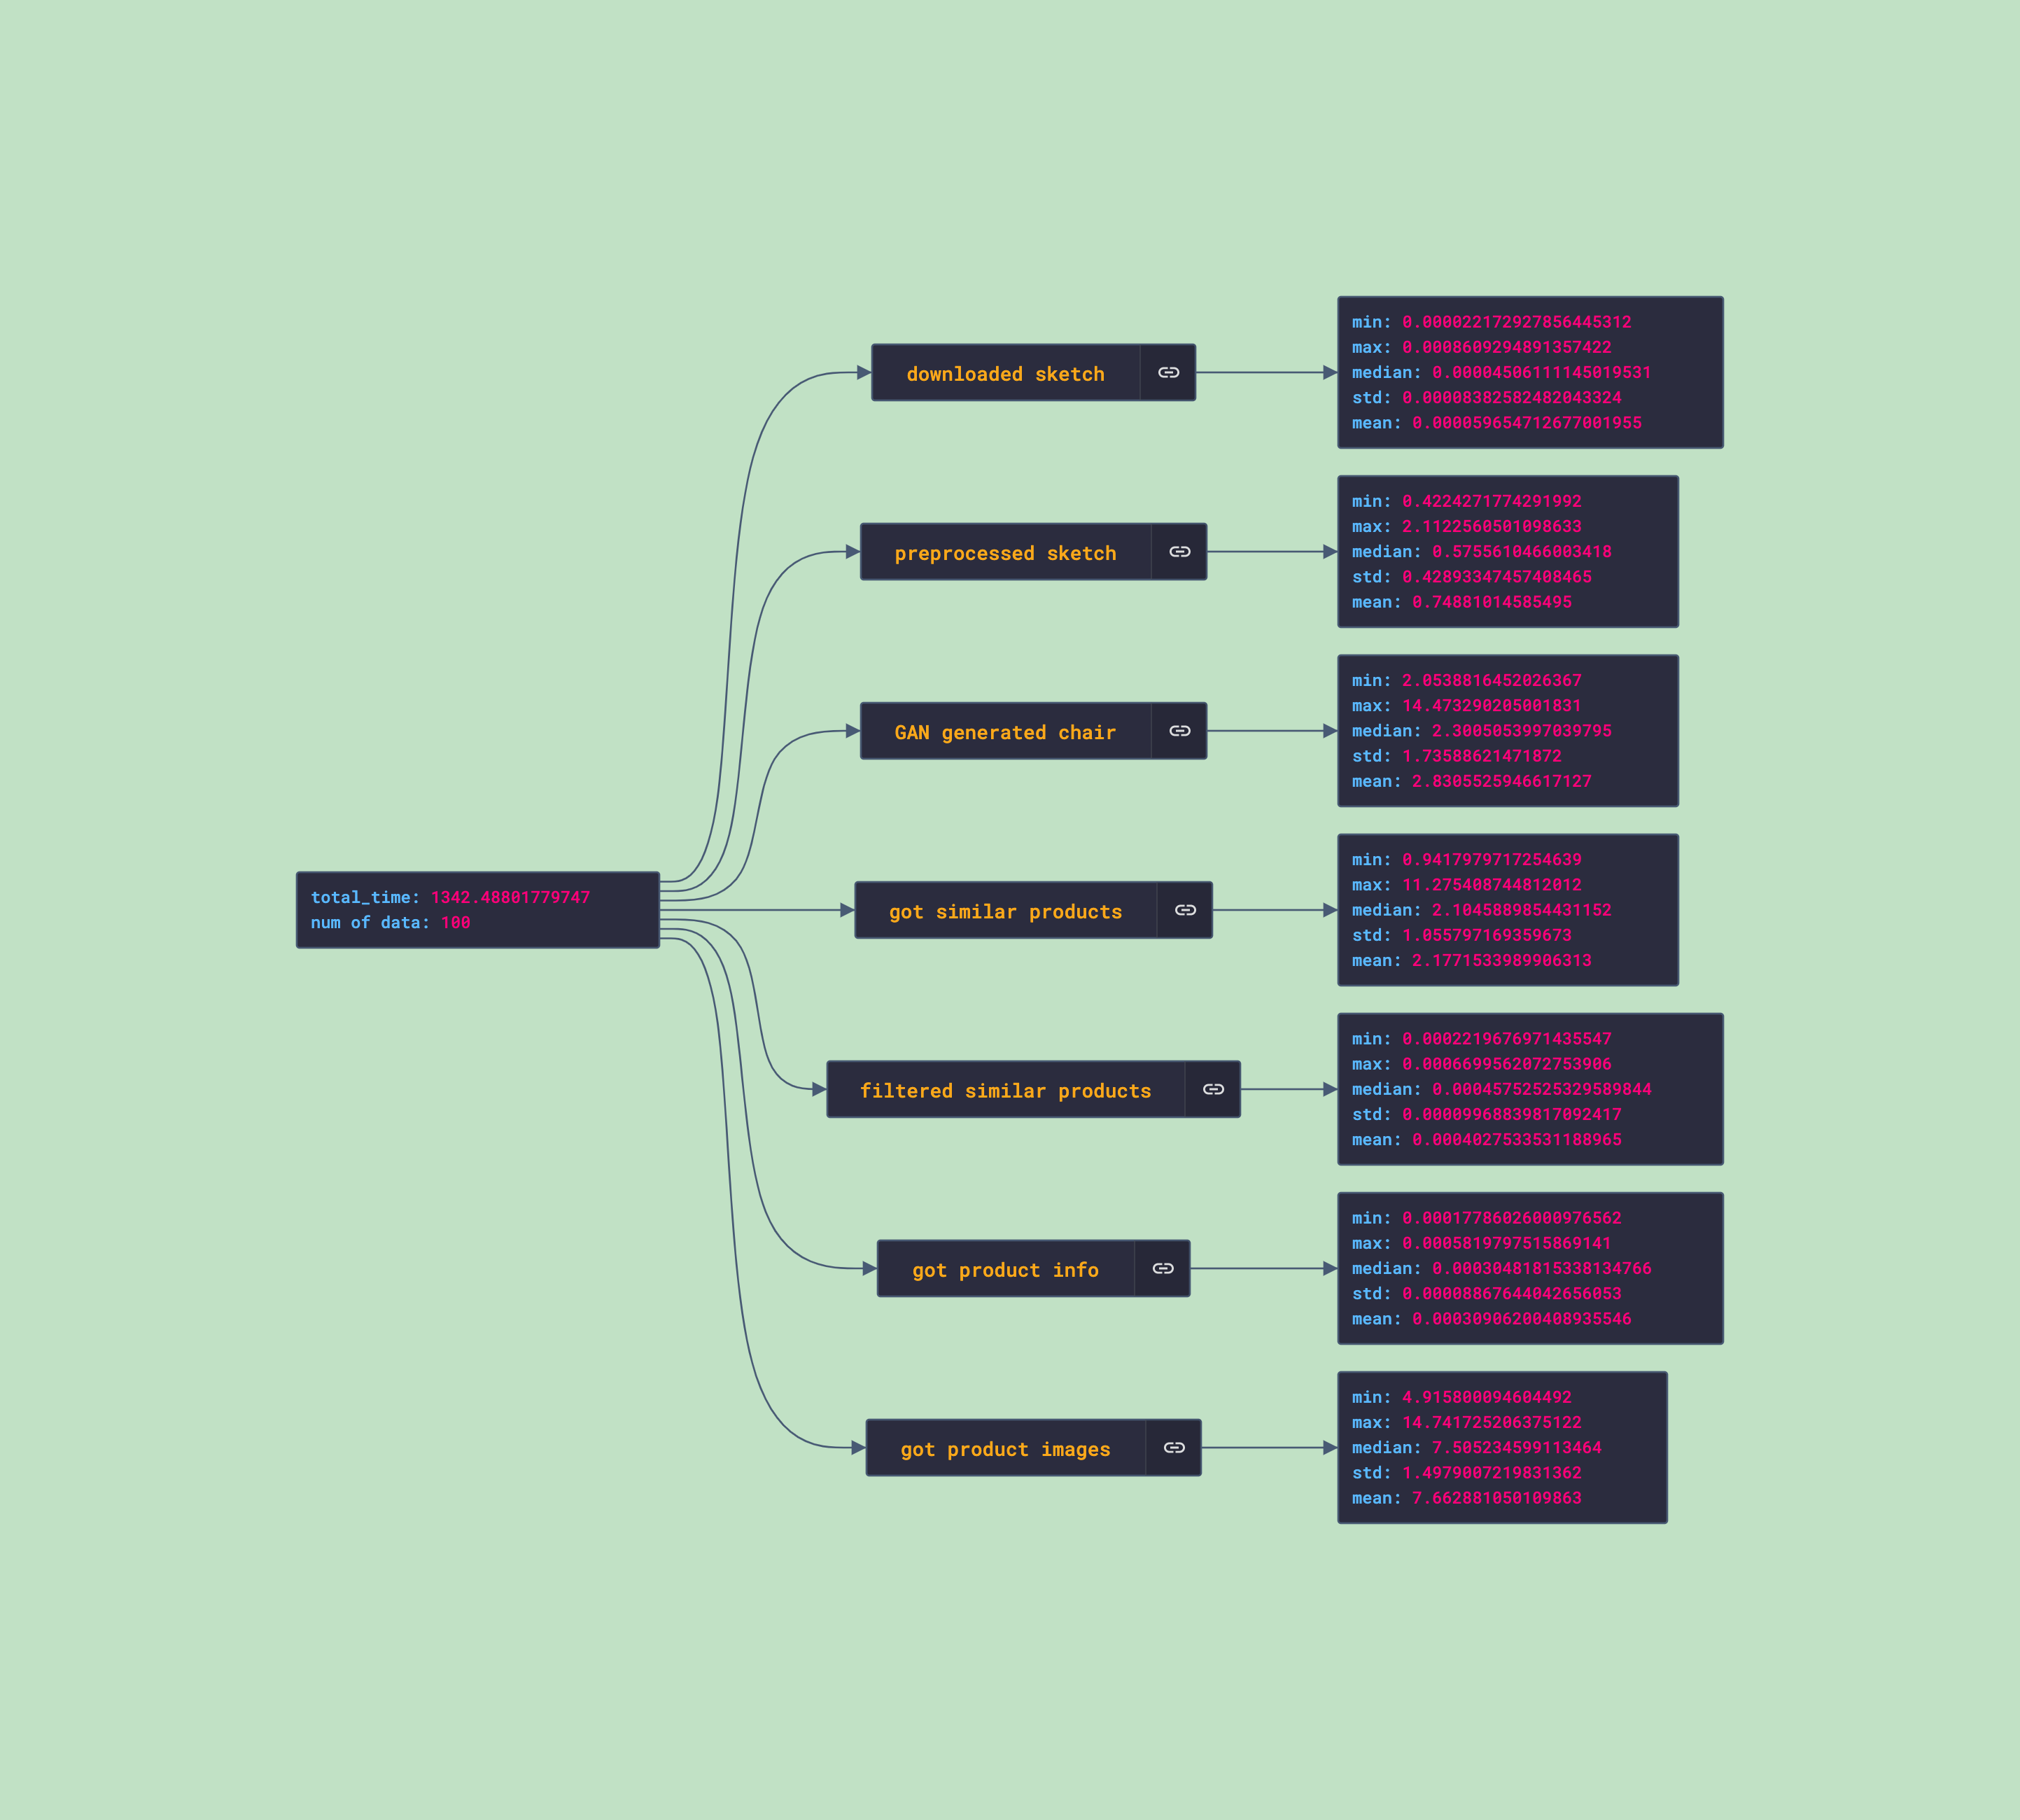 total_time: 1342.48801779747
num of data: 100
downloaded sketch
min: 0.000022172927856445312
max: 0.0008609294891357422
median: 0.00004506111145019531
std: 0.00008382582482043324
mean: 0.000059654712677001955
preprocessed sketch
min: 0.4224271774291992
max: 2.1122560501098633
median: 0.5755610466003418
std: 0.42893347457408465
mean: 0.74881014585495
GAN generated chair
min: 2.0538816452026367
max: 14.473290205001831
median: 2.3005053997039795
std: 1.73588621471872
mean: 2.8305525946617127
got similar products
min: 0.9417979717254639
max: 11.275408744812012
median: 2.1045889854431152
std: 1.055797169359673
mean: 2.1771533989906313
filtered similar products
min: 0.0002219676971435547
max: 0.0006699562072753906
median: 0.00045752525329589844
std: 0.00009968839817092417
mean: 0.0004027533531188965
got product info
min: 0.00017786026000976562
max: 0.0005819797515869141
median: 0.00030481815338134766
std: 0.00008867644042656053
mean: 0.00030906200408935546
got product images
min: 4.915800094604492
max: 14.741725206375122
median: 7.505234599113464
std: 1.4979007219831362
mean: 7.662881050109863